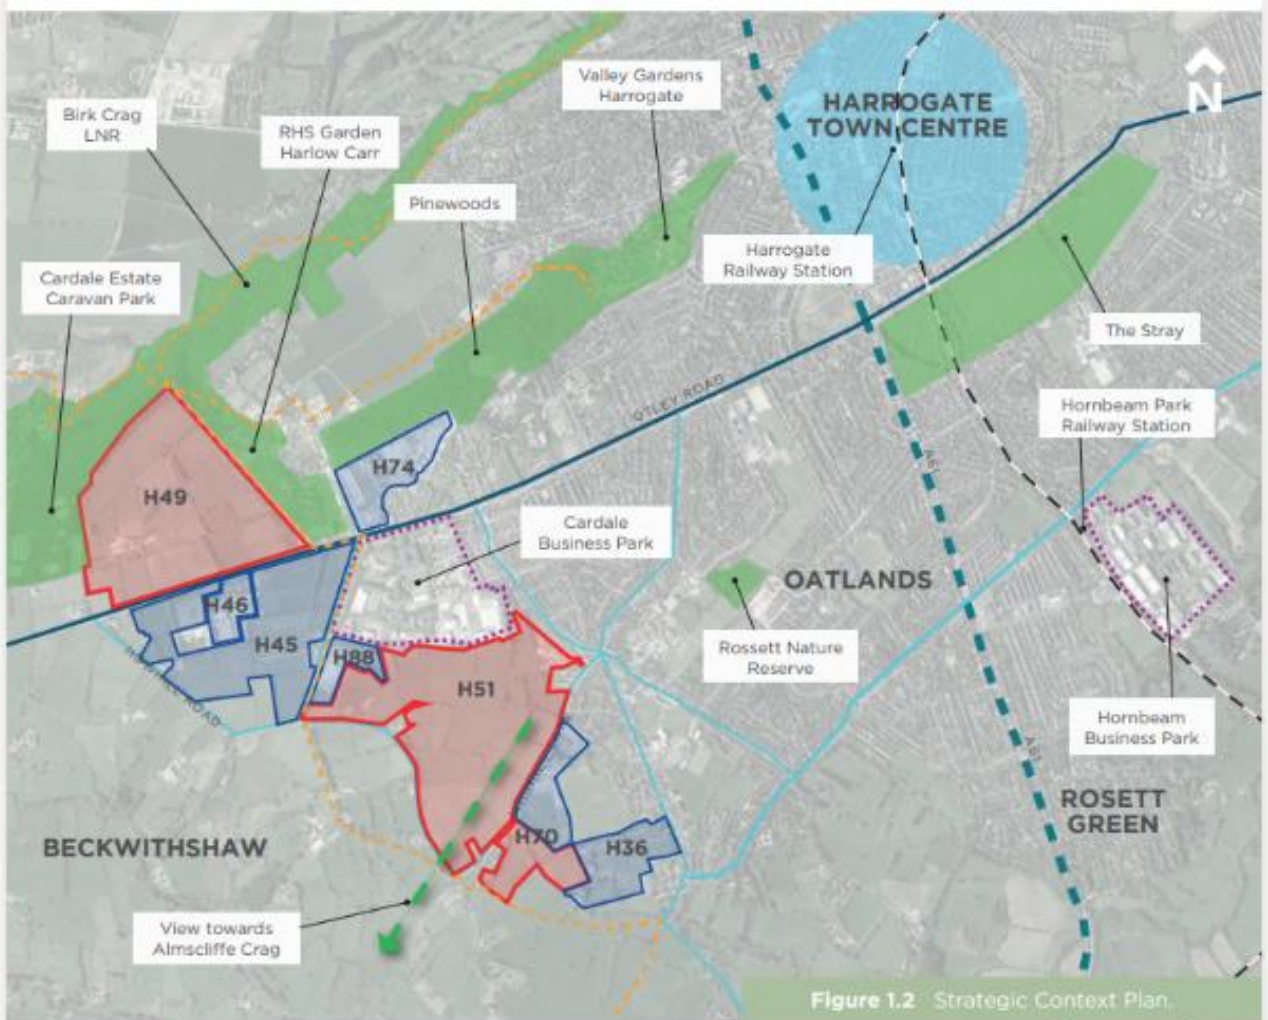 Valley Gardens
Harrogate
HARROGATE
TOWN CENTRE
N
Birk Crag
LNR
RHS Garden
Harlow Carr
Pinewoods
Harrogate
Railway Station
Cardale Estate
Caravan Park
The Stray
OTLEY ROAD
Hornbeam Park
Railway Station
H74
A61
H49
Cardale
Business Park
OATLANDS
H46
H45
H88
Rossett Nature
Reserve
H51
ROAD
Hornbeam
Business Park
A61
ROSETT
GREEN
BECKWITHSHAW
H70
H36
View towards
Almscliffe Crag
Figure 1.2 Strategic Context Plan.